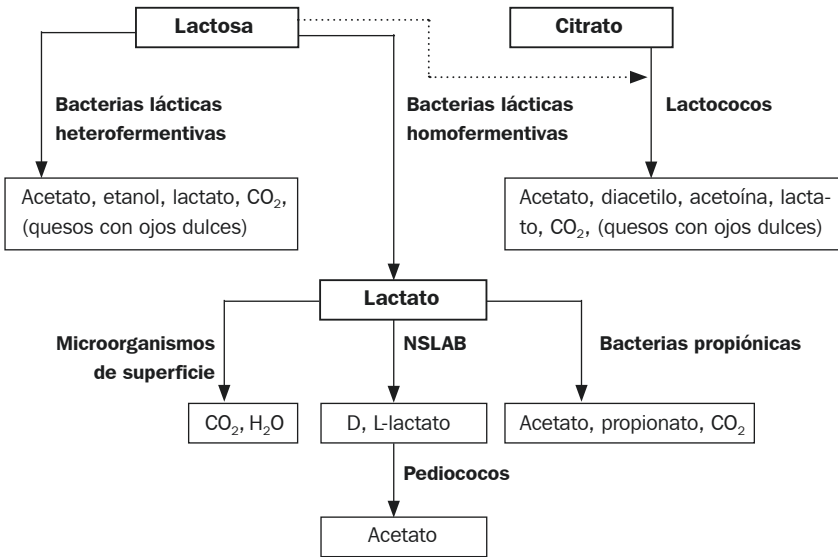 Lactosa
Citrato
Bacterias lácticas
heterofermentivas
Bacterias lácticas
homofermentivas
Lactococos
Acetato, etanol, lactato, CO₂,
(quesos con ojos dulces)
Acetato, diacetilo, acetoína, lacta-
to, CO₂, (quesos con ojos dulces)
Lactato
Microorganismos
de superficie
NSLAB
Bacterias propiónicas
CO₂, H₂O
D, L-lactato
Acetato, propionato, CO₂
Pediococos
Acetato